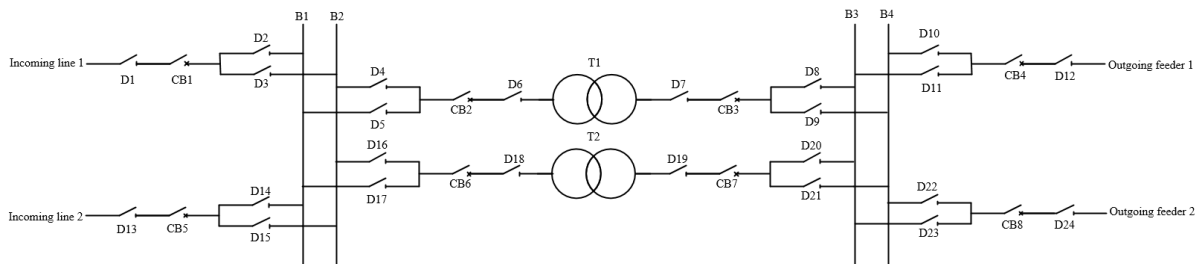 B1 B2 B3 B4
D2 D10
Incoming line 1 D1 CB1 D3 D4 D6 T1 D7 D8 D11 CB4 D12 Outgoing feeder 1
D5 CB2 CB3 D9
T2
D16 D18 D19 D20
D14 D17 CB6 CB7 D21 D22
Incoming line 2 D13 CB5 D15 D23 CB8 D24 Outgoing feeder 2